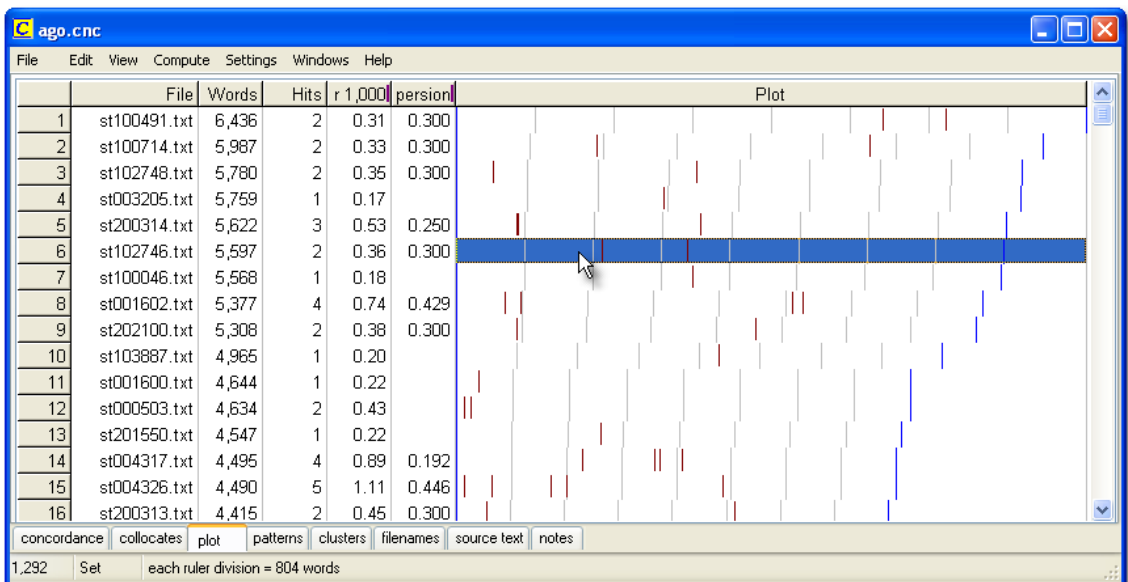 C ago.cnc
File Edit View Compute Settings Windows Help
File Words Hits r 1,000 persion Plot
1 st100491.txt 6,436 2 0.31 0.300
2 st100714.txt 5,987 2 0.33 0.300
3 st102748.txt 5,780 2 0.35 0.300
4 st003205.txt 5,759 1 0.17
5 st200314.txt 5,622 3 0.53 0.250
6 st102746.txt 5,597 2 0.36 0.300
7 st100046.txt 5,568 1 0.18
8 st001602.txt 5,377 4 0.74 0.429
9 st202100.txt 5,308 2 0.38 0.300
10 st103887.txt 4,965 1 0.20
11 st001600.txt 4,644 1 0.22
12 st000503.txt 4,634 2 0.43
13 st201550.txt 4,547 1 0.22
14 st004317.txt 4,495 4 0.89 0.192
15 st004326.txt 4,490 5 1.11 0.446
16 st200313.txt 4,415 2 0.45 0.300
concordance collocates plot patterns clusters filenames source text notes
1,292 Set each ruler division = 804 words